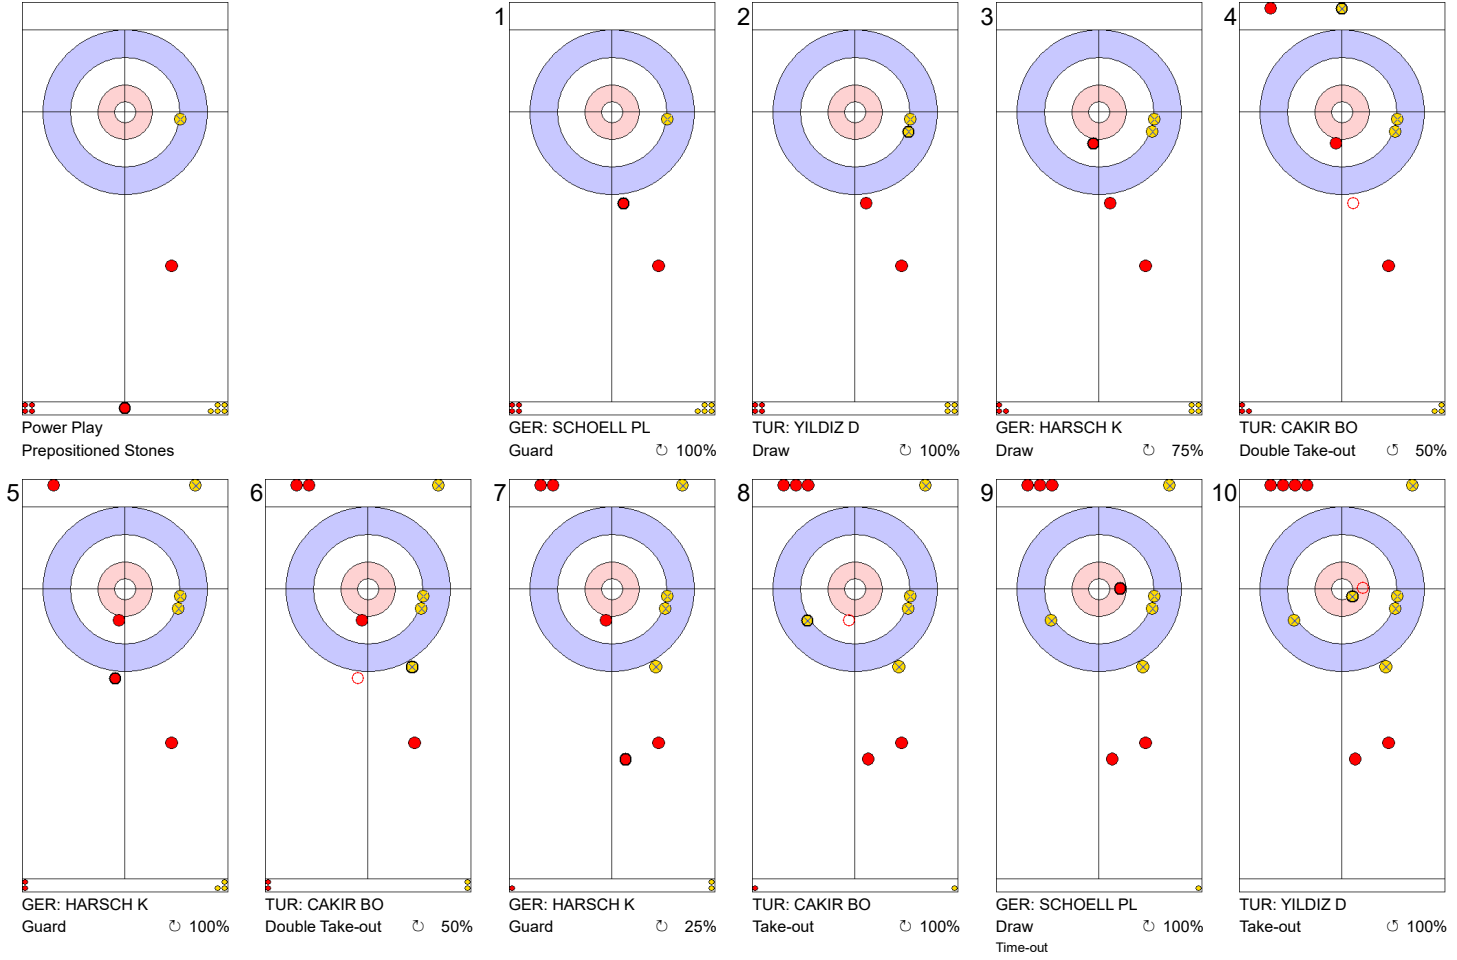 Power Play
Prepositioned Stones
1
GER: SCHOELL PL
Guard ↻ 100%
2
TUR: YILDIZ D
Draw ↻ 100%
3
GER: HARSCH K
Draw ↻ 75%
4
TUR: CAKIR BO
Double Take-out ↺ 50%
5
GER: HARSCH K
Guard ↻ 100%
6
TUR: CAKIR BO
Double Take-out ↻ 50%
7
GER: HARSCH K
Guard ↻ 25%
8
TUR: CAKIR BO
Take-out ↻ 100%
9
GER: SCHOELL PL
Draw ↻ 100%
Time-out
10
TUR: YILDIZ D
Take-out ↻ 100%